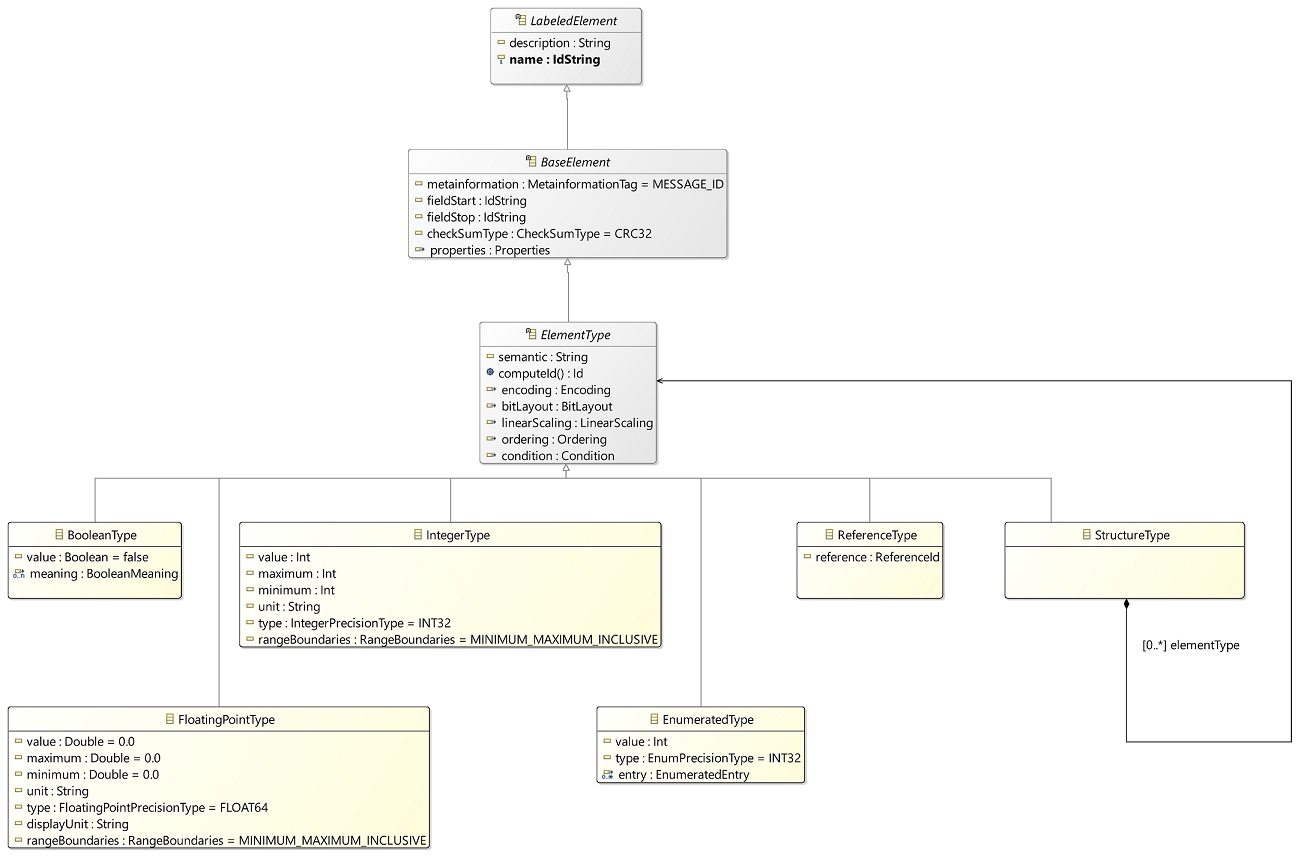 LabeledElement
description : String
name : IdString
1
BaseElement
metainformation : MetainformationTag = MESSAGE_ID
fieldStart : IdString
fieldStop : IdString
checkSumType : CheckSumType = CRC32
properties : Properties
ElementType
semantic : String
computeId() : Id
encoding : Encoding
bitLayout : BitLayout
linearScaling : LinearScaling
ordering : Ordering
condition : Condition
BooleanType
value : Boolean = false
meaning : BooleanMeaning
0..n
IntegerType
value : Int
maximum : Int
minimum : Int
unit : String
type : IntegerPrecisionType = INT32
rangeBoundaries : RangeBoundaries = MINIMUM_MAXIMUM_INCLUSIVE
ReferenceType
reference : ReferenceId
StructureType
[0..*] elementType
FloatingPointType
value : Double = 0.0
maximum : Double = 0.0
minimum : Double = 0.0
unit : String
type : FloatingPointPrecisionType = FLOAT64
displayUnit : String
rangeBoundaries : RangeBoundaries = MINIMUM_MAXIMUM_INCLUSIVE
EnumeratedType
value : Int
type : EnumPrecisionType = INT32
entry : EnumeratedEntry
0..*